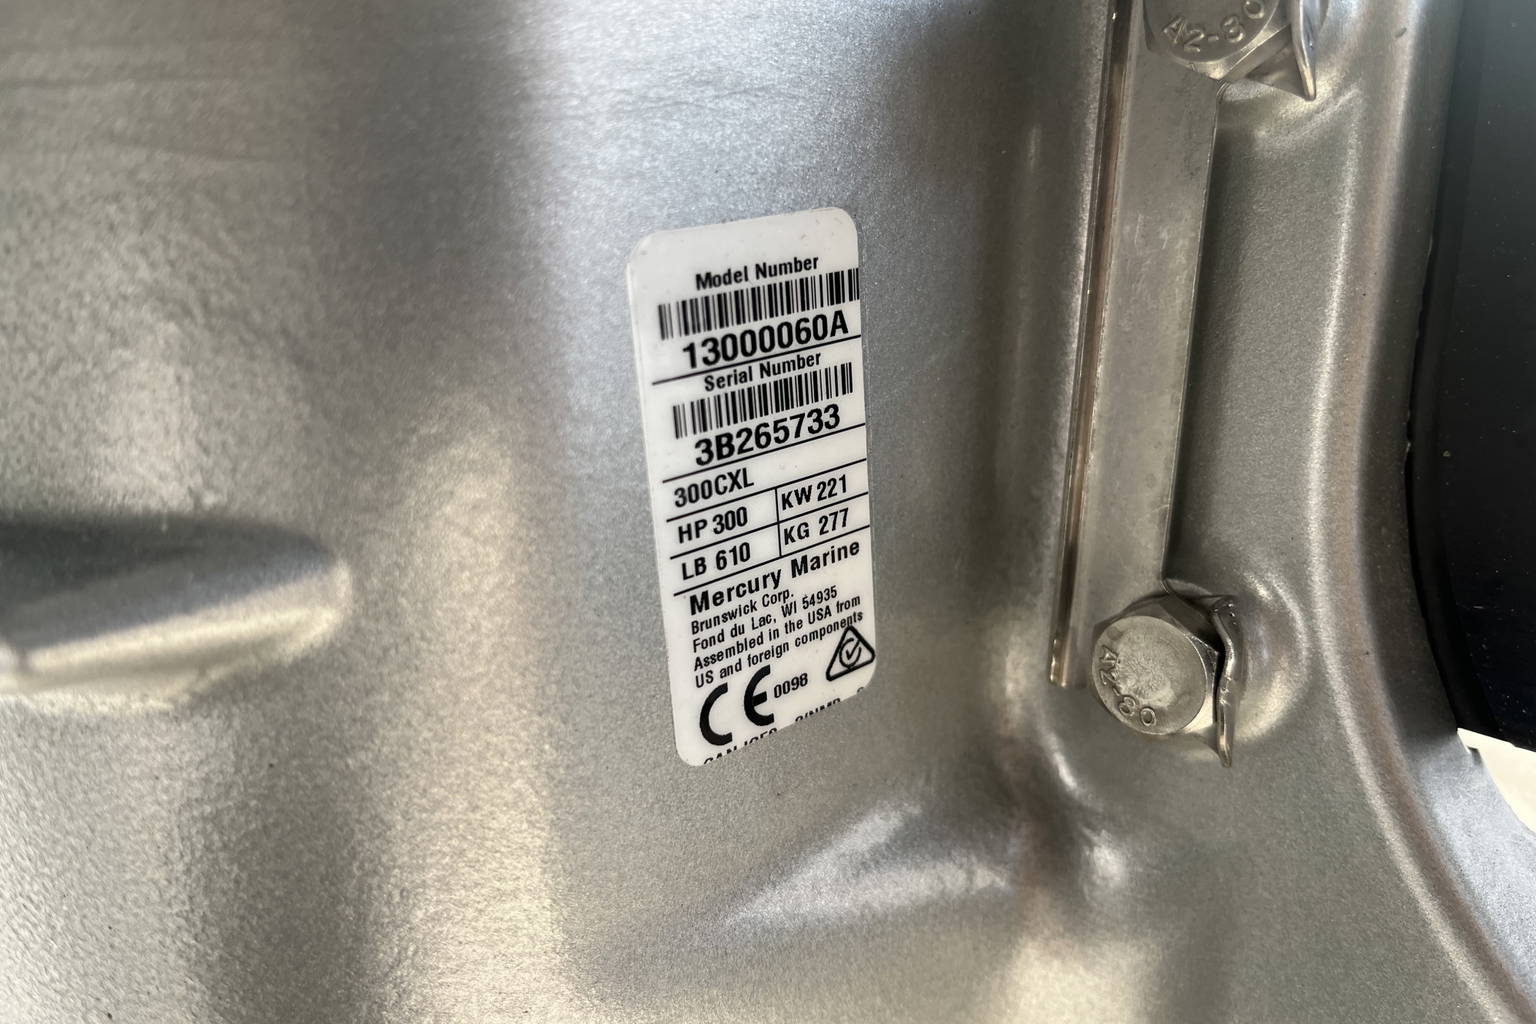 A2-80
Model Number
13000060A
Serial Number
3B265733
300CXL
HP 300 KW 221
LB 610 KG 277
Mercury Marine
Brunswick Corp.
Fond du Lac, WI 54935
Assembled in the USA from
US and foreign components
CE 0098
A2-80